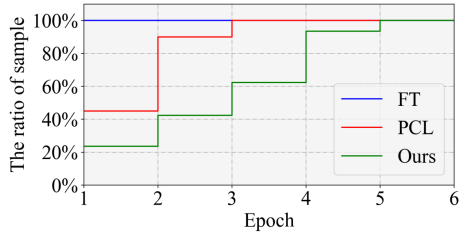 The ratio of sample
100%
80%
60%
40%
20%
0%
FT
PCL
Ours
1 2 3 4 5 6
Epoch